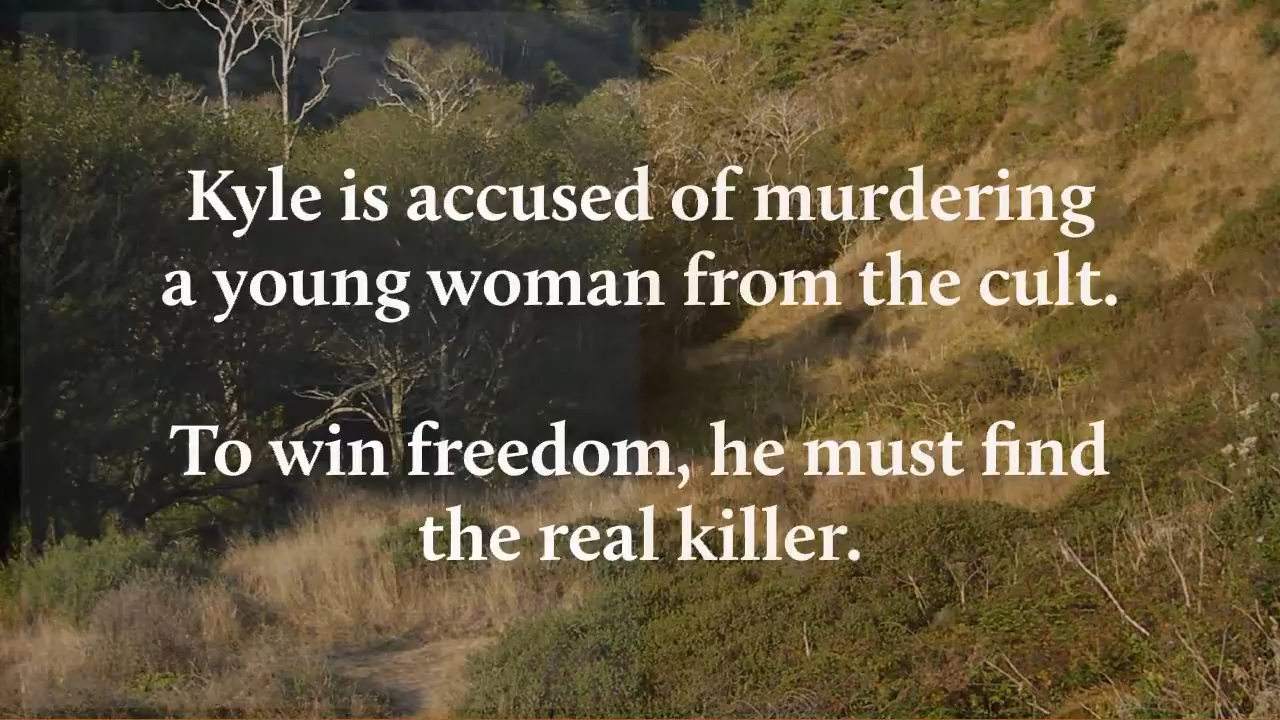 Kyle is accused of murdering
a young woman from the cult.
To win freedom, he must find
the real killer.